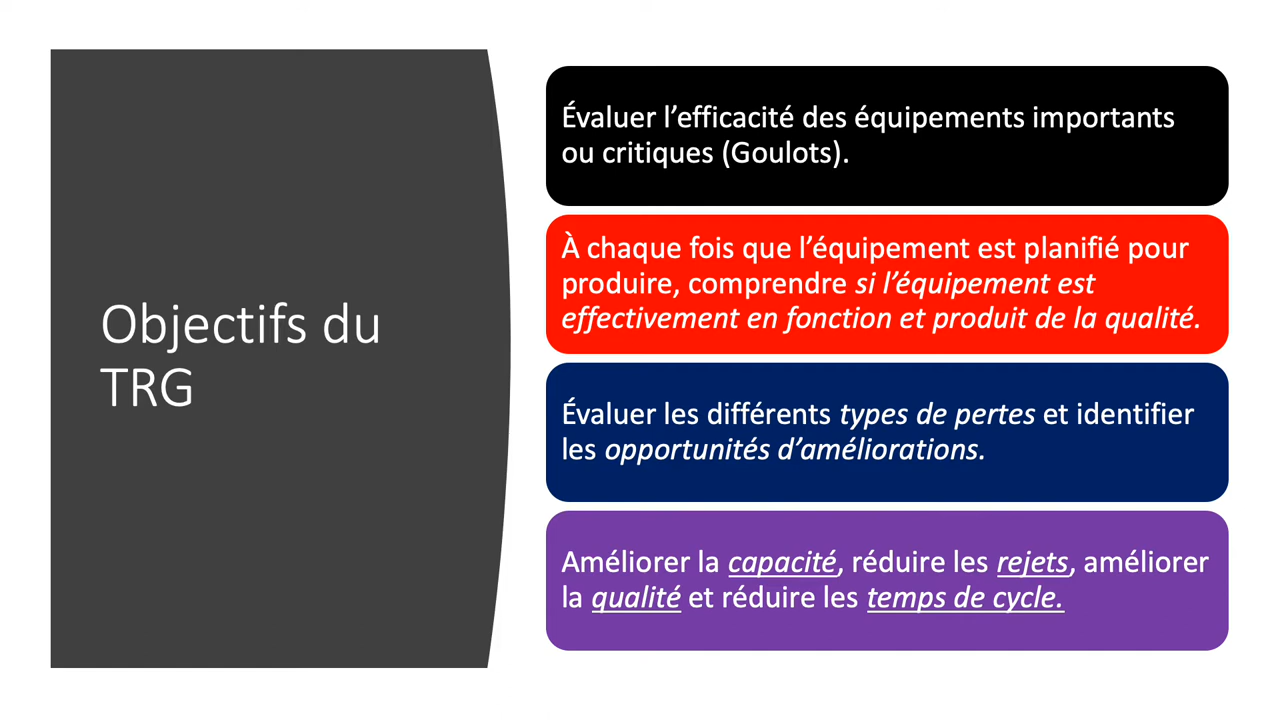 Objectifs du
TRG
Évaluer l’efficacité des équipements importants
ou critiques (Goulots).
À chaque fois que l’équipement est planifié pour
produire, comprendre si l’équipement est
effectivement en fonction et produit de la qualité.
Évaluer les différents types de pertes et identifier
les opportunités d’améliorations.
Améliorer la capacité, réduire les rejets, améliorer
la qualité et réduire les temps de cycle.